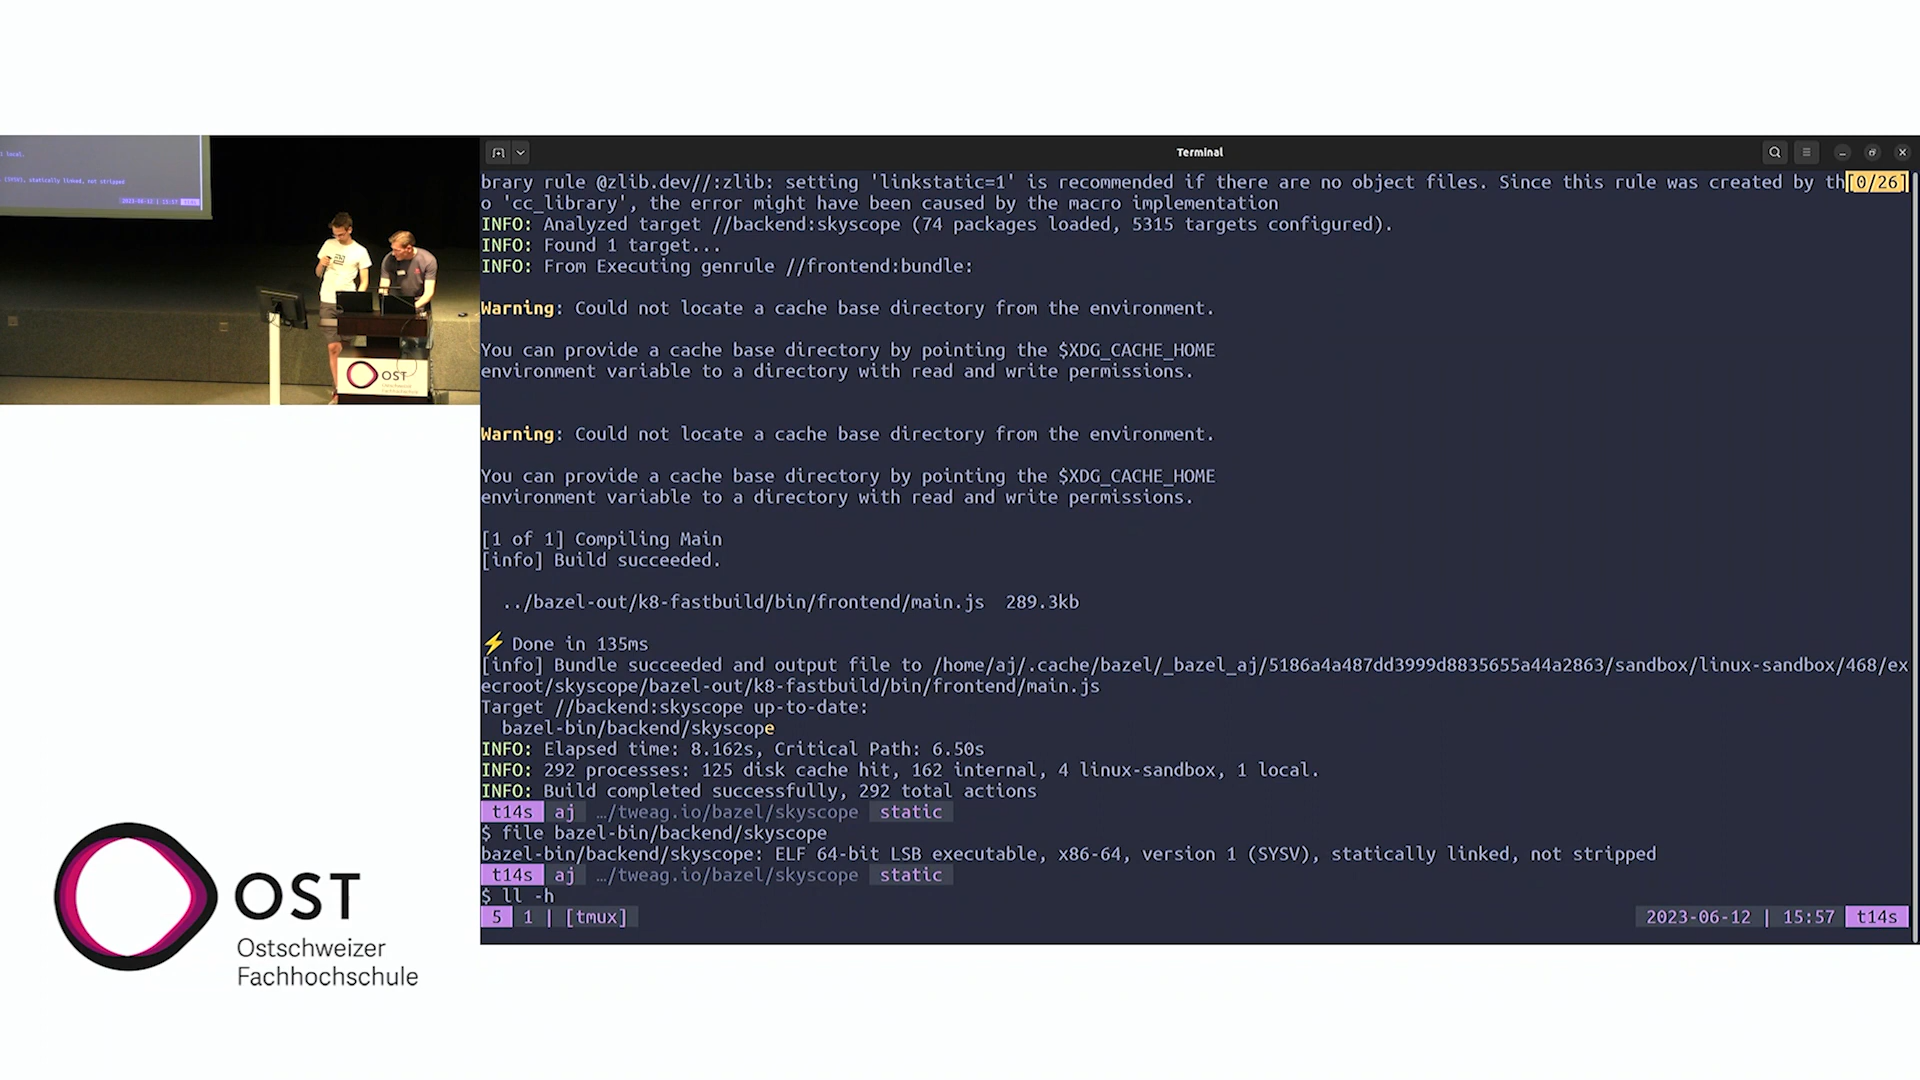 Terminal
brary rule @zlib.dev//:zlib: setting 'linkstatic=1' is recommended if there are no object files. Since this rule was created by th[0/26]
o 'cc_library', the error might have been caused by the macro implementation
INFO: Analyzed target //backend:skyscope (74 packages loaded, 5315 targets configured).
INFO: Found 1 target...
INFO: From Executing genrule //frontend:bundle:
Warning: Could not locate a cache base directory from the environment.
You can provide a cache base directory by pointing the $XDG_CACHE_HOME
environment variable to a directory with read and write permissions.
Warning: Could not locate a cache base directory from the environment.
You can provide a cache base directory by pointing the $XDG_CACHE_HOME
environment variable to a directory with read and write permissions.
[1 of 1] Compiling Main
[info] Build succeeded.
../bazel-out/k8-fastbuild/bin/frontend/main.js 289.3kb
⚡ Done in 135ms
[info] Bundle succeeded and output file to /home/aj/.cache/bazel/_bazel_aj/5186a4a487dd3999d8835655a44a2863/sandbox/linux-sandbox/468/ex
ecroot/skyscope/bazel-out/k8-fastbuild/bin/frontend/main.js
Target //backend:skyscope up-to-date:
bazel-bin/backend/skyscope
INFO: Elapsed time: 8.162s, Critical Path: 6.50s
INFO: 292 processes: 125 disk cache hit, 162 internal, 4 linux-sandbox, 1 local.
INFO: Build completed successfully, 292 total actions
t14s aj …/tweag.io/bazel/skyscope static
$ file bazel-bin/backend/skyscope
bazel-bin/backend/skyscope: ELF 64-bit LSB executable, x86-64, version 1 (SYSV), statically linked, not stripped
t14s aj …/tweag.io/bazel/skyscope static
$ ll -h
5 1 | [tmux] 2023-06-12 | 15:57 t14s
local.
(SYSV), statically linked, not stripped
2023-06-12 | 15:57 t14s
OST
OST
Ostschweizer
Fachhochschule